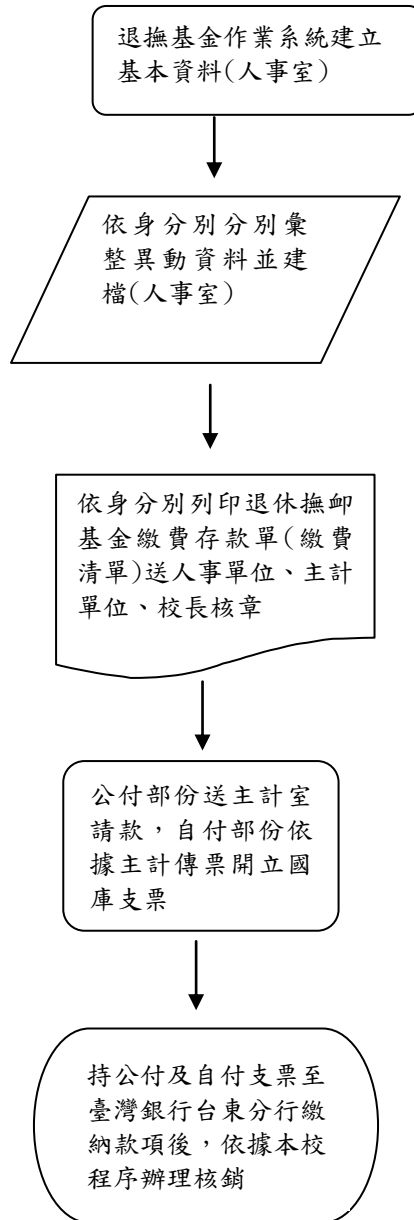 退撫基金作業系統建立
基本資料(人事室)
依身分別分別彙
整異動資料並建
檔(人事室)
依身分別列印退休撫卹
基金繳費存款單(繳費
清單)送人事單位、主計
單位、校長核章
公付部份送主計室
請款，自付部份依
據主計傳票開立國
庫支票
持公付及自付支票至
臺灣銀行台東分行繳
納款項後，依據本校
程序辦理核銷